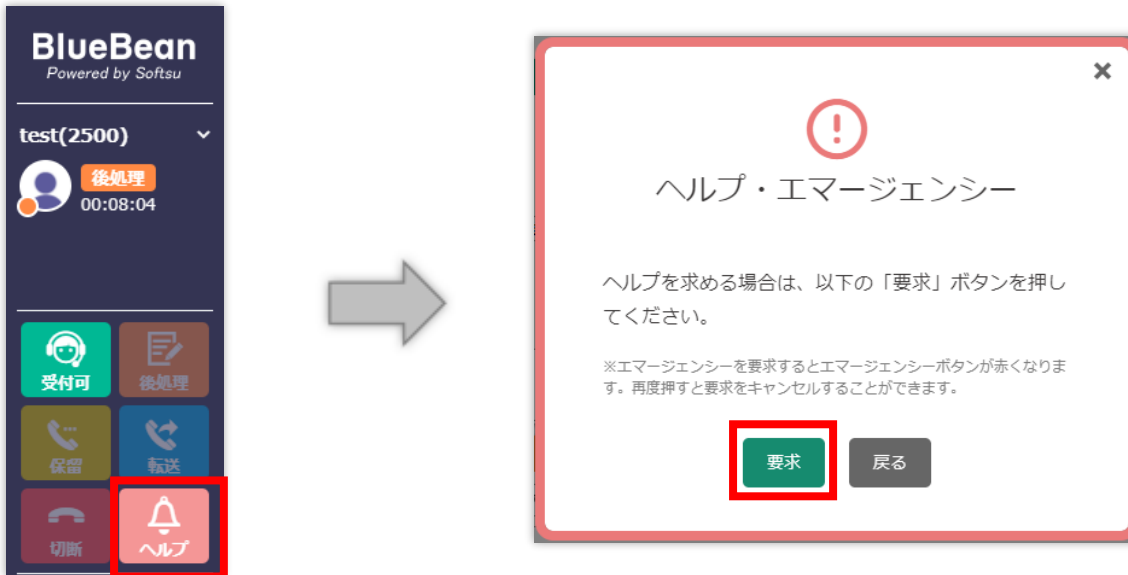 BlueBean
Powered by Softsu
test(2500)
後処理
00:08:04
受付可
後処理
保留
転送
切断
ヘルプ
ヘルプ・エマージェンシー
ヘルプを求める場合は、以下の「要求」ボタンを押し
てください。
※エマージェンシーを要求するとエマージェンシーボタンが赤くなりま
す。再度押すと要求をキャンセルすることができます。
要求
戻る